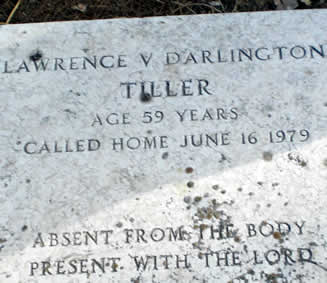 LAWRENCE V DARLINGTON
TILLER
AGE 59 YEARS
CALLED HOME JUNE 16 1979
ABSENT FROM THE BODY
PRESENT WITH THE LORD